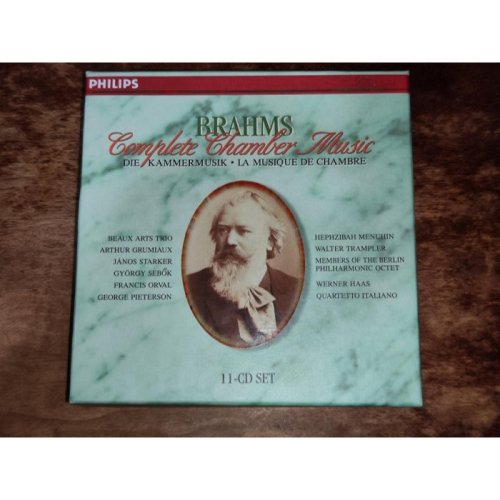 PHILIPS
BRAHMS
Complete Chamber Music
DIE KAMMERMUSIK • LA MUSIQUE DE CHAMBRE
BEAUX ARTS TRIO
ARTHUR GRUMIAUX
JÁNOS STARKER
GYÖRGY SEBŐK
FRANCIS ORVAL
GEORGE PIETERSON
HEPHZIBAH MENUHIN
WALTER TRAMPLER
MEMBERS OF THE BERLIN
PHILHARMONIC OCTET
WERNER HAAS
QUARTETTO ITALIANO
11-CD SET